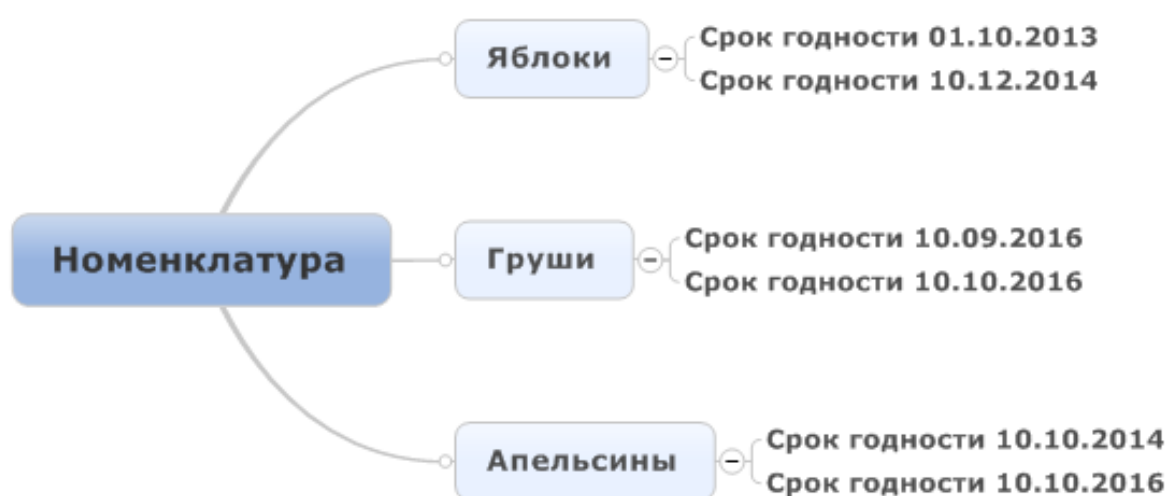 Яблоки
Срок годности 01.10.2013
Срок годности 10.12.2014
Номенклатура
Груши
Срок годности 10.09.2016
Срок годности 10.10.2016
Апельсины
Срок годности 10.10.2014
Срок годности 10.10.2016